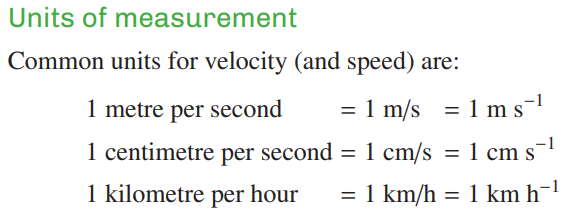 Units of measurement
Common units for velocity (and speed) are:
1 metre per second = 1 m/s = 1 m s⁻¹
1 centimetre per second = 1 cm/s = 1 cm s⁻¹
1 kilometre per hour = 1 km/h = 1 km h⁻¹